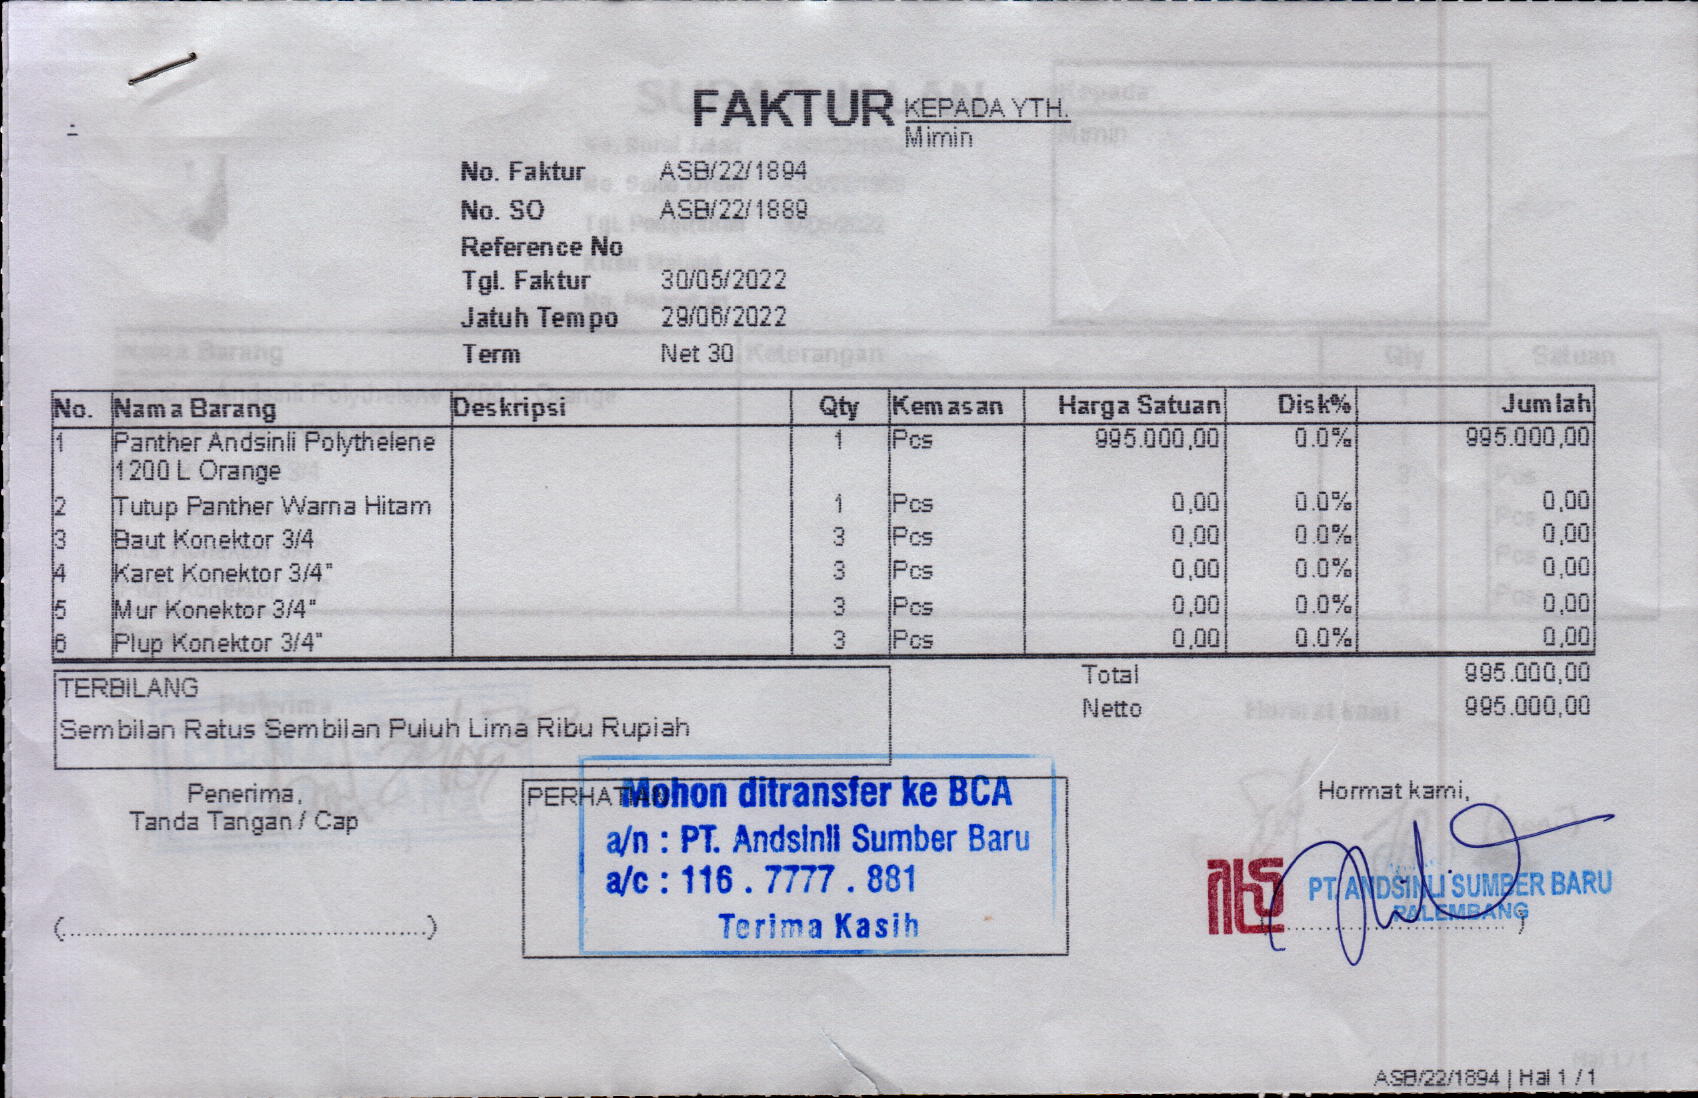 FAKTUR KEPADA YTH.
Mimin
No. Faktur ASB/22/1894
No. SO ASB/22/1889
Reference No
Tgl. Faktur 30/05/2022
Jatuh Tempo 29/06/2022
Term Net 30
No. Nama Barang Deskripsi Qty Kemasan Harga Satuan Disk% Jumlah
1 Panther Andsinli Polythelene 1 Pcs 995.000,00 0.0% 995.000,00
1200 L Orange
2 Tutup Panther Warna Hitam 1 Pcs 0,00 0.0% 0,00
3 Baut Konektor 3/4 3 Pcs 0,00 0.0% 0,00
4 Karet Konektor 3/4" 3 Pcs 0,00 0.0% 0,00
5 Mur Konektor 3/4" 3 Pcs 0,00 0.0% 0,00
6 Plup Konektor 3/4" 3 Pcs 0,00 0.0% 0,00
Total 995.000,00
Netto 995.000,00
TERBILANG
Sembilan Ratus Sembilan Puluh Lima Ribu Rupiah
Penerima,
Tanda Tangan / Cap
(......................................................)
PERHATIAN
Mohon ditransfer ke BCA
a/n : PT. Andsinli Sumber Baru
a/c : 116 . 7777 . 881
Terima Kasih
Hormat kami,
PT. ANDSINLI SUMBER BARU
PALEMBANG
ASB/22/1894 | Hal 1 / 1